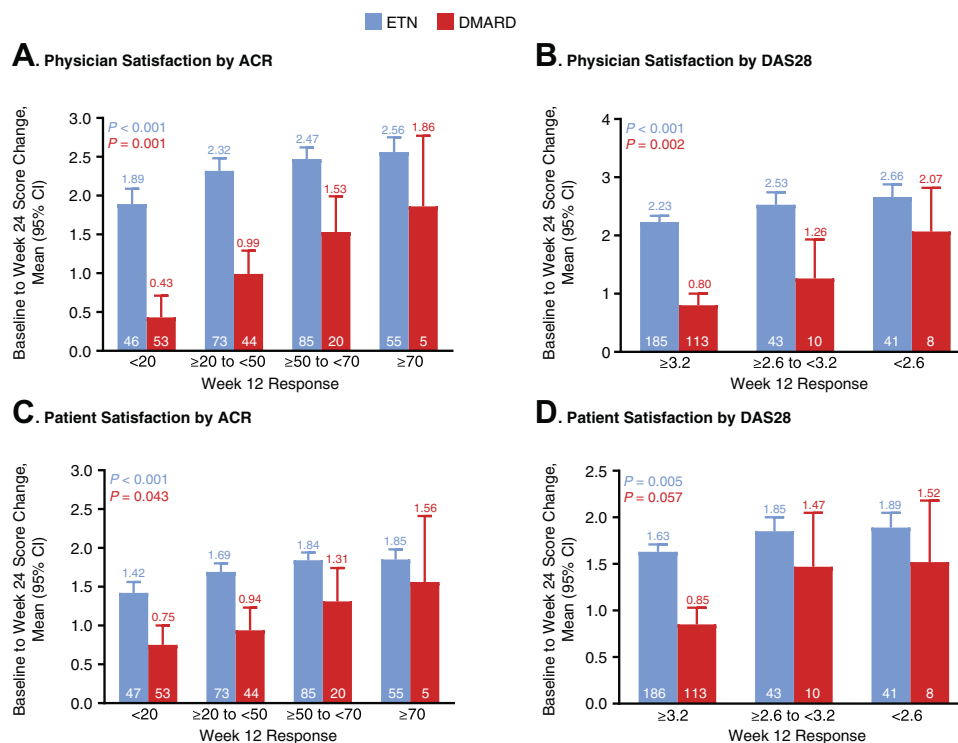 ETN DMARD
A. Physician Satisfaction by ACR
Baseline to Week 24 Score Change,
Mean (95% CI)
3.0
2.5
2.0
1.5
1.0
0.5
0.0
P < 0.001
P = 0.001
1.89
0.43
2.32
0.99
2.47
1.53
2.56
1.86
46 53 73 44 85 20 55 5
<20 ≥20 to <50 ≥50 to <70 ≥70
Week 12 Response
B. Physician Satisfaction by DAS28
Baseline to Week 24 Score Change,
Mean (95% CI)
4
3
2
1
0
P < 0.001
P = 0.002
2.23
0.80
2.53
1.26
2.66
2.07
185 113 43 10 41 8
≥3.2 ≥2.6 to <3.2 <2.6
Week 12 Response
C. Patient Satisfaction by ACR
Baseline to Week 24 Score Change,
Mean (95% CI)
3.0
2.5
2.0
1.5
1.0
0.5
0.0
P < 0.001
P = 0.043
1.42
0.75
1.69
0.94
1.84
1.31
1.85
1.56
47 53 73 44 85 20 55 5
<20 ≥20 to <50 ≥50 to <70 ≥70
Week 12 Response
D. Patient Satisfaction by DAS28
Baseline to Week 24 Score Change,
Mean (95% CI)
2.5
2.0
1.5
1.0
0.5
0.0
P = 0.005
P = 0.057
1.63
0.85
1.85
1.47
1.89
1.52
186 113 43 10 41 8
≥3.2 ≥2.6 to <3.2 <2.6
Week 12 Response